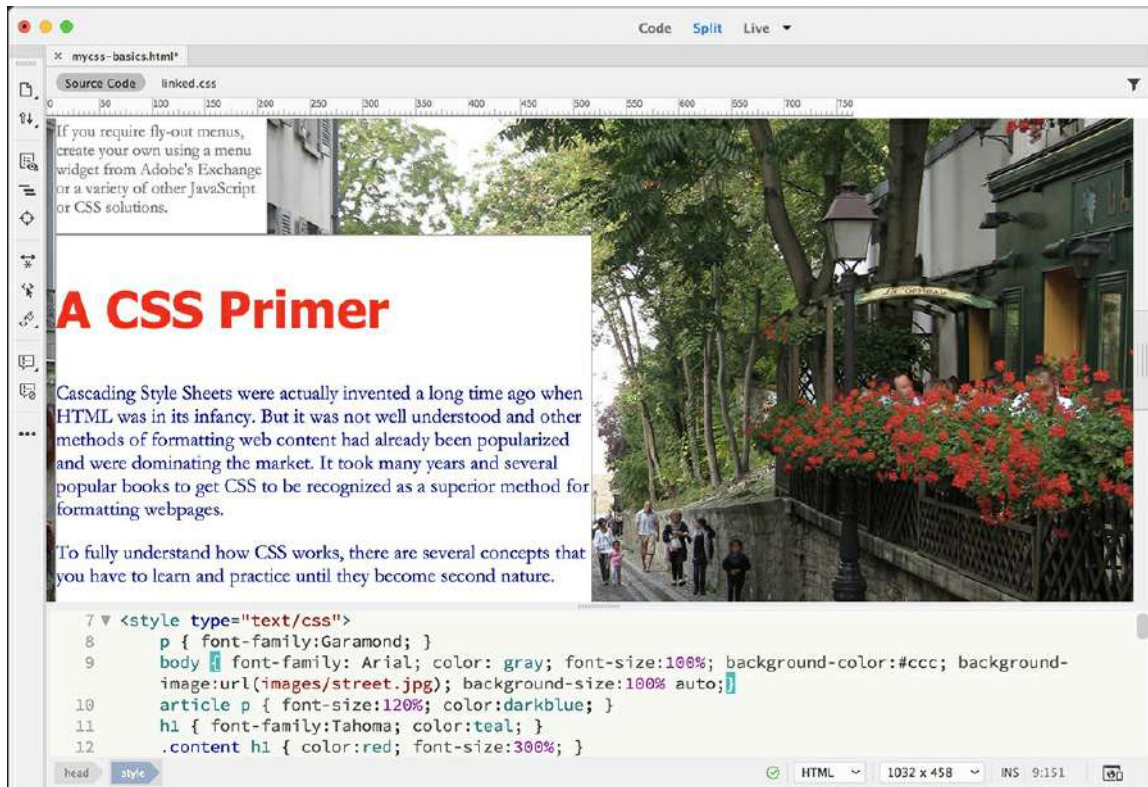 Code Split Live
× mycss-basics.html*
Source Code linked.css
0 50 100 150 200 250 300 350 400 450 500 550 600 650 700 750
If you require fly-out menus,
create your own using a menu
widget from Adobe's Exchange
or a variety of other JavaScript
or CSS solutions.
A CSS Primer
Cascading Style Sheets were actually invented a long time ago when
HTML was in its infancy. But it was not well understood and other
methods of formatting web content had already been popularized
and were dominating the market. It took many years and several
popular books to get CSS to be recognized as a superior method for
formatting webpages.
To fully understand how CSS works, there are several concepts that
you have to learn and practice until they become second nature.
7 <style type="text/css">
8 p { font-family:Garamond; }
9 body { font-family: Arial; color: gray; font-size:100%; background-color:#ccc; background-
image:url(images/street.jpg); background-size:100% auto;}
10 article p { font-size:120%; color:darkblue; }
11 h1 { font-family:Tahoma; color:teal; }
12 .content h1 { color:red; font-size:300%; }
head style HTML 1032 x 458 INS 9:151